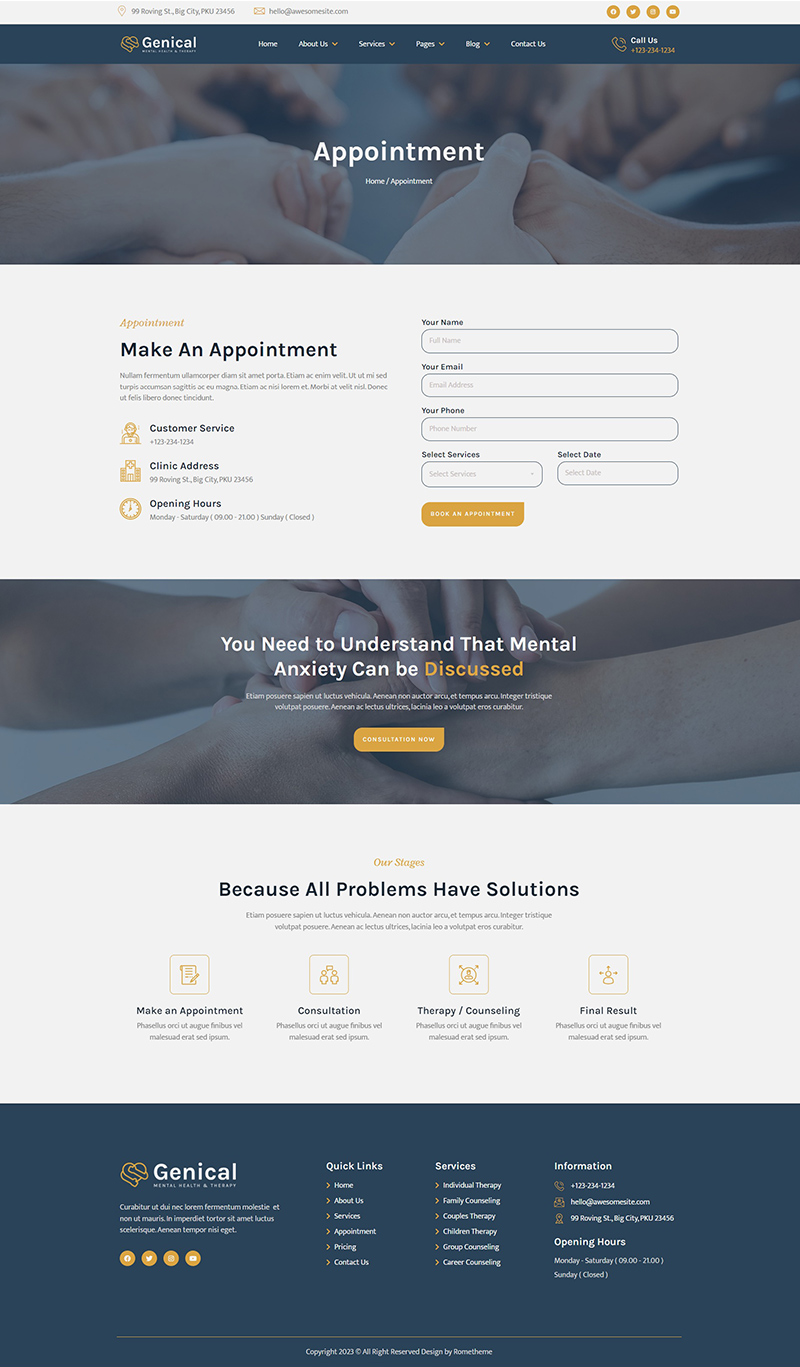 99 Roving St., Big City, PKU 23456
hello@awesomesite.com
Genical
MENTAL HEALTH & THERAPY
Home
About Us
Services
Pages
Blog
Contact Us
Call Us
+123-234-1234
Appointment
Home / Appointment
Appointment
Make An Appointment
Nullam fermentum ullamcorper diam sit amet porta. Etiam ac enim velit. Ut ut mi sed
turpis accumsan sagittis ac eu magna. Etiam ac nisi lorem et. Morbi at velit nisl. Donec
ut felis libero donec tincidunt.
Customer Service
+123-234-1234
Clinic Address
99 Roving St., Big City, PKU 23456
Opening Hours
Monday - Saturday ( 09.00 - 21.00 ) Sunday ( Closed )
Your Name
Full Name
Your Email
Email Address
Your Phone
Phone Number
Select Services
Select Services
Select Date
Select Date
BOOK AN APPOINTMENT
You Need to Understand That Mental
Anxiety Can be Discussed
Etiam posuere sapien ut luctus vehicula. Aenean non auctor arcu, et tempus arcu. Integer tristique
volutpat posuere. Aenean ac lectus ultrices, lacinia leo a volutpat eros curabitur.
CONSULTATION NOW
Our Stages
Because All Problems Have Solutions
Etiam posuere sapien ut luctus vehicula. Aenean non auctor arcu, et tempus arcu. Integer tristique
volutpat posuere. Aenean ac lectus ultrices, lacinia leo a volutpat eros curabitur.
Make an Appointment
Phasellus orci ut augue finibus vel
malesuad erat sed ipsum.
Consultation
Phasellus orci ut augue finibus vel
malesuad erat sed ipsum.
Therapy / Counseling
Phasellus orci ut augue finibus vel
malesuad erat sed ipsum.
Final Result
Phasellus orci ut augue finibus vel
malesuad erat sed ipsum.
Genical
MENTAL HEALTH & THERAPY
Curabitur ut dui nec lorem fermentum molestie et
non ut mauris. In imperdiet tortor sit amet luctus
scelerisque. Aenean tempor nisi eget.
Quick Links
Home
About Us
Services
Appointment
Pricing
Contact Us
Services
Individual Therapy
Family Counseling
Couples Therapy
Children Therapy
Group Counseling
Career Counseling
Information
+123-234-1234
hello@awesomesite.com
99 Roving St., Big City, PKU 23456
Opening Hours
Monday - Saturday ( 09.00 - 21.00 )
Sunday ( Closed )
Copyright 2023 © All Right Reserved Design by Rometheme